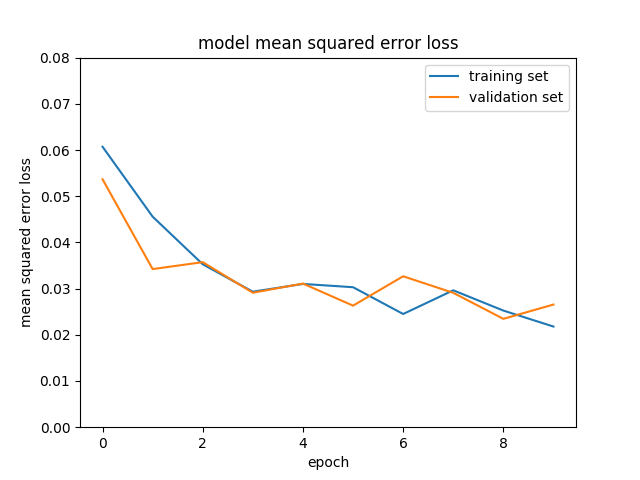 model mean squared error loss
training set
validation set
0.08
0.07
0.06
0.05
0.04
0.03
0.02
0.01
0.00
mean squared error loss
0 2 4 6 8
epoch